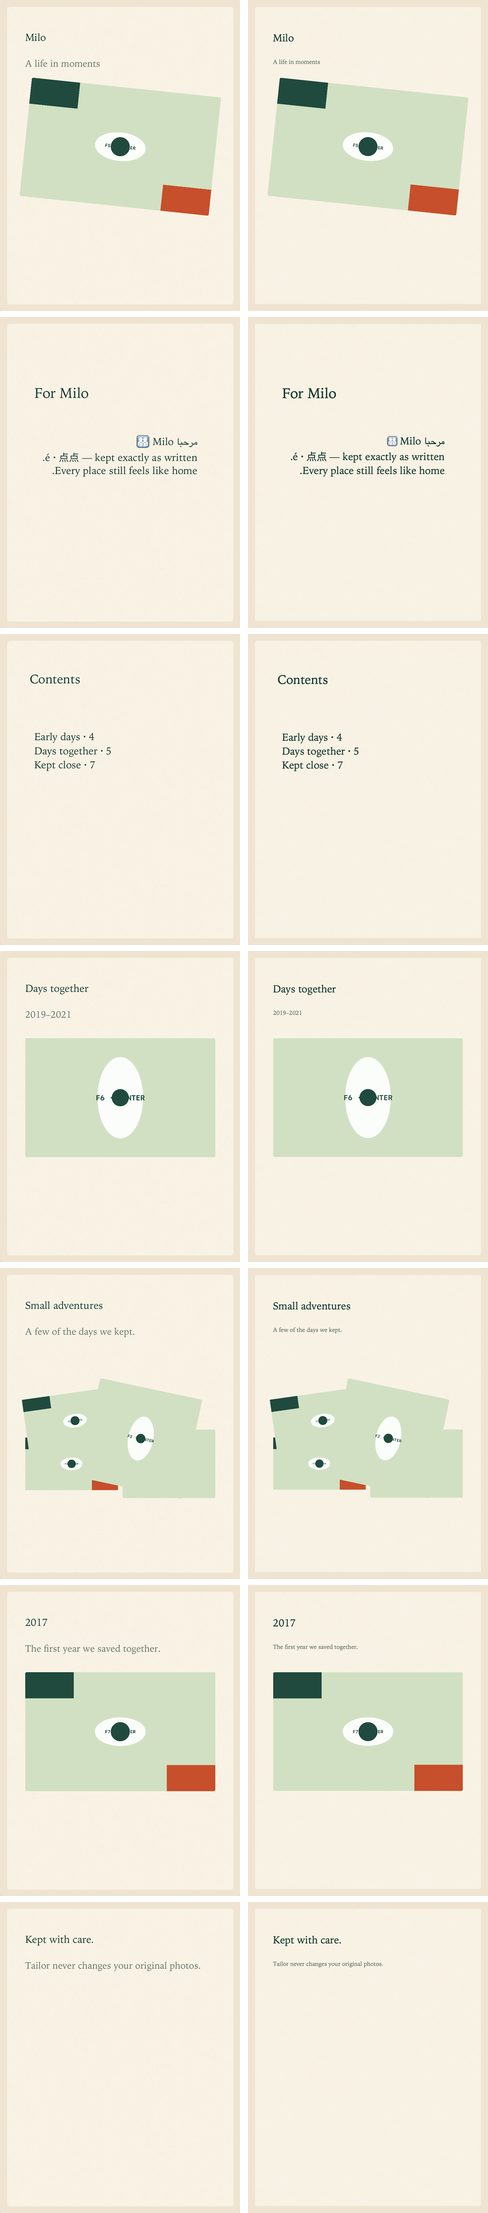 Milo
A life in moments
Milo
A life in moments
For Milo
مرحبا Milo
é · 点点 — kept exactly as written.
Every place still feels like home.
For Milo
مرحبا Milo
é · 点点 — kept exactly as written.
Every place still feels like home.
Contents
Early days · 4
Days together · 5
Kept close · 7
Contents
Early days · 4
Days together · 5
Kept close · 7
Days together
2019–2021
F6 NTER
Days together
2019–2021
F6 NTER
Small adventures
A few of the days we kept.
Small adventures
A few of the days we kept.
2017
The first year we saved together.
F7 ER
2017
The first year we saved together.
F7 ER
Kept with care.
Tailor never changes your original photos.
Kept with care.
Tailor never changes your original photos.